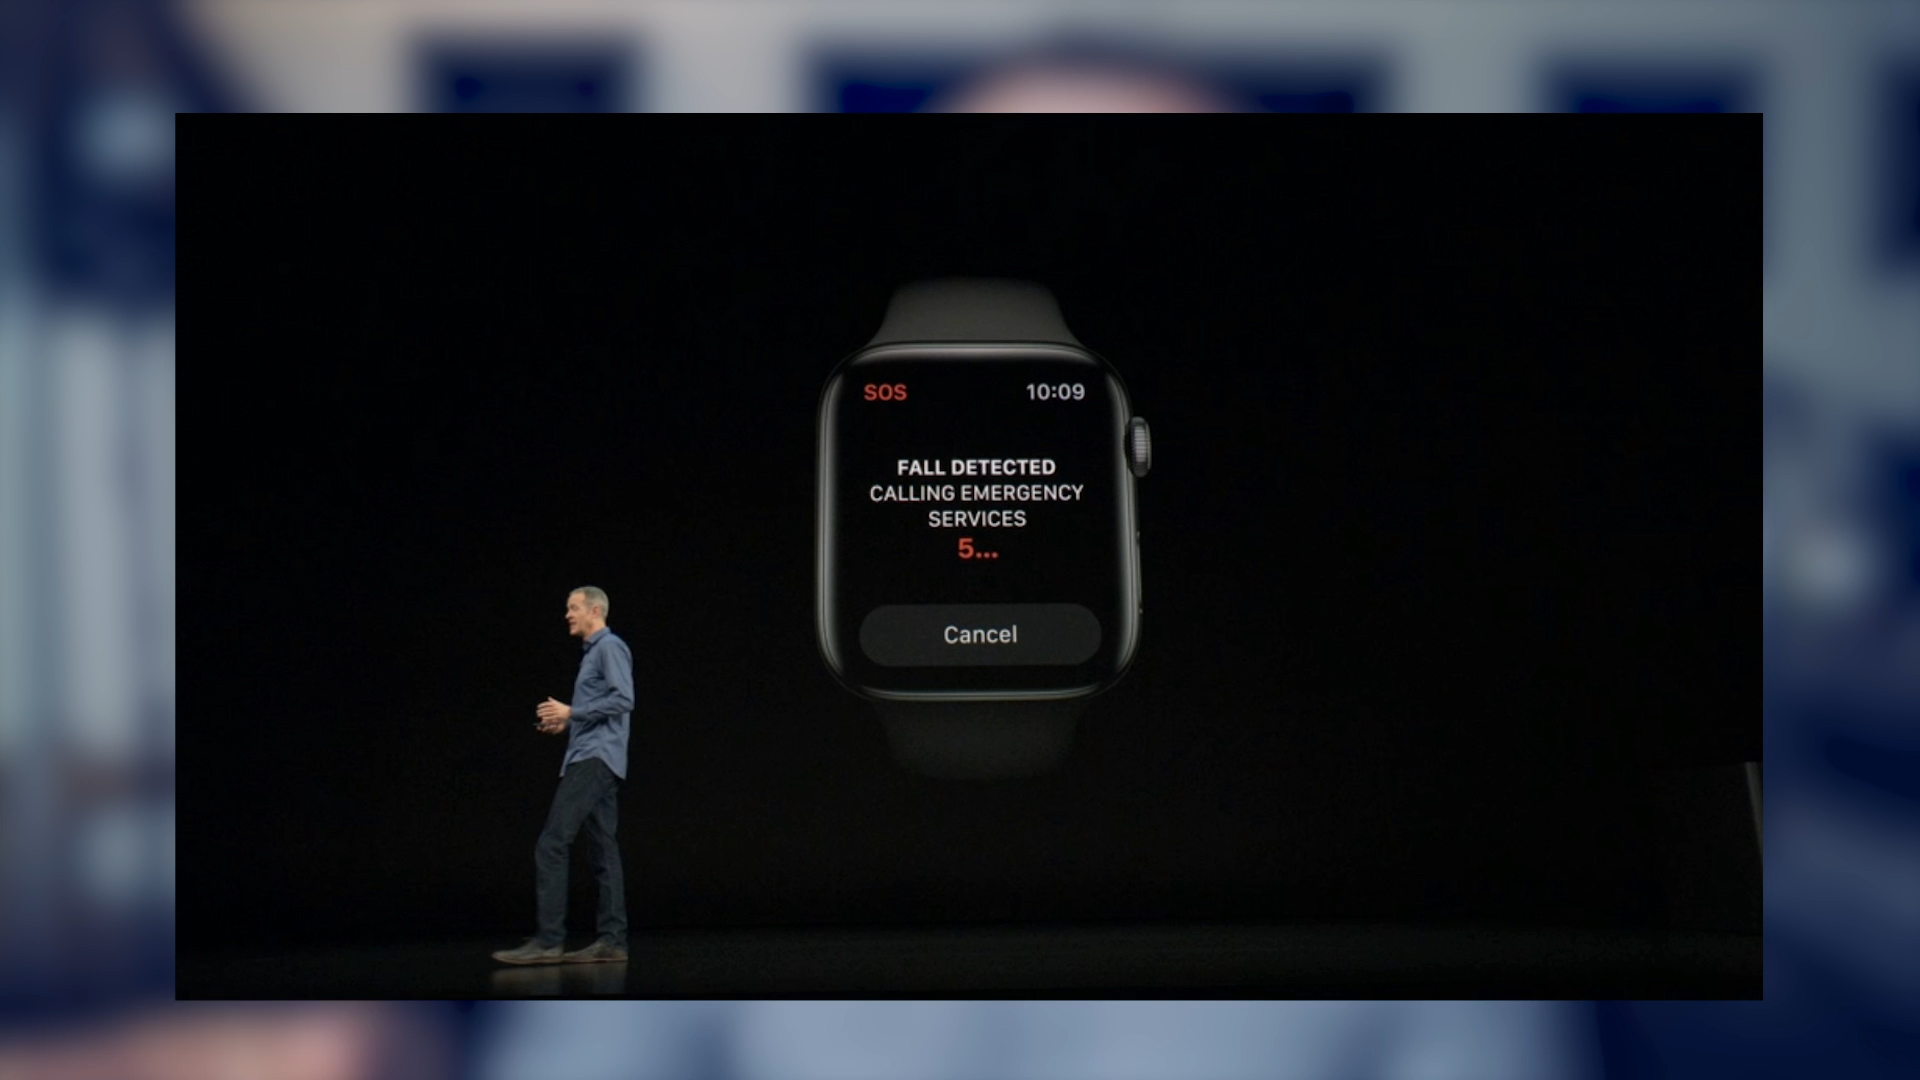 SOS 10:09
FALL DETECTED
CALLING EMERGENCY
SERVICES
5...
Cancel